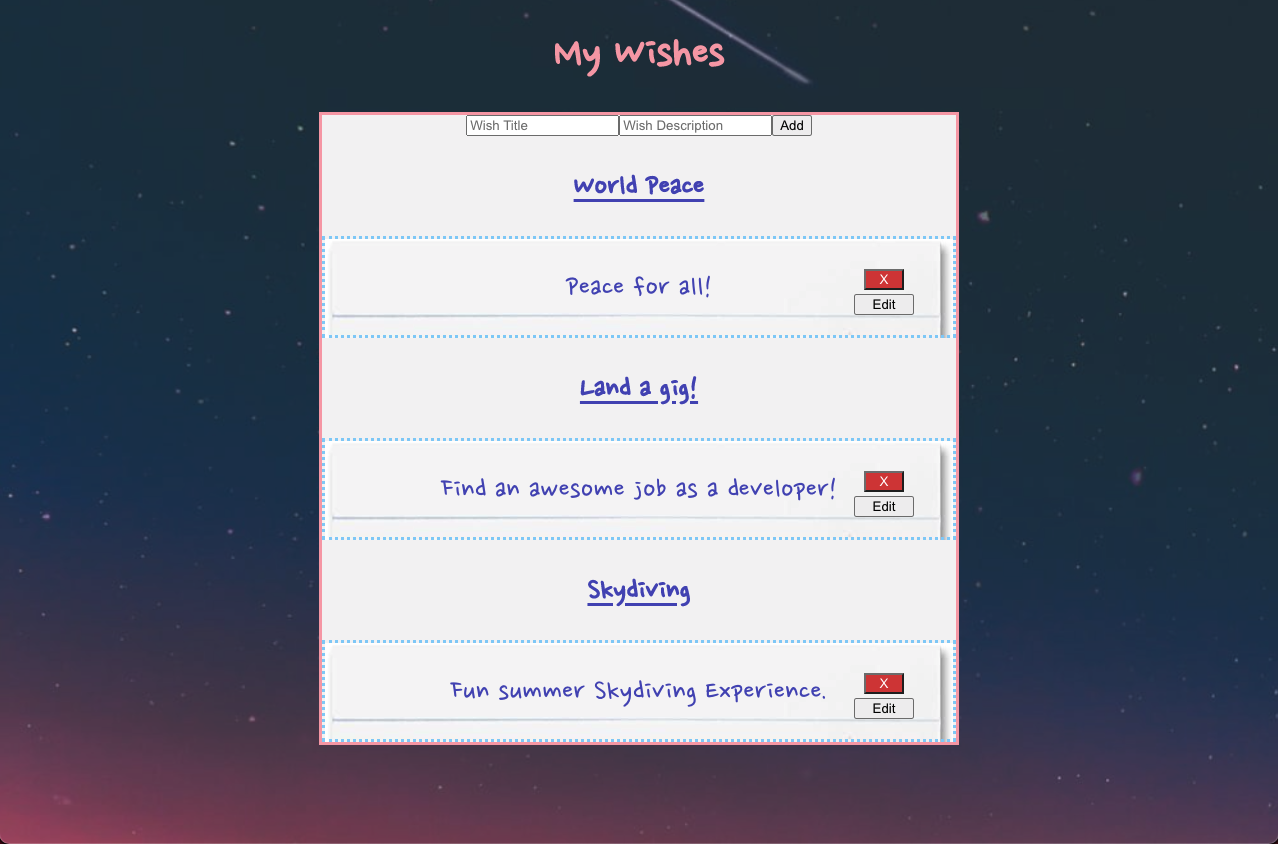 My Wishes
Wish Title Wish Description Add
World Peace
Peace for all!
X
Edit
Land a gig!
Find an awesome job as a developer!
X
Edit
Skydiving
Fun summer Skydiving Experience.
X
Edit